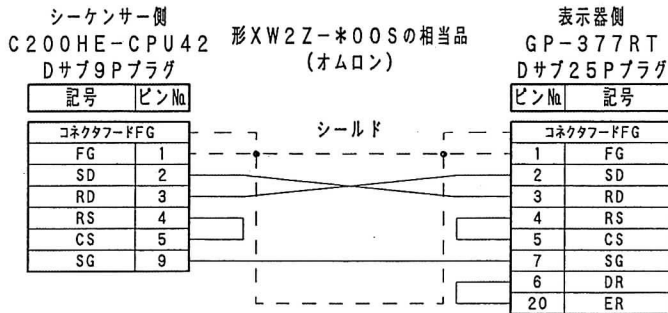 シーケンサー側
C200HE-CPU42
Dサブ9Pプラグ
形XW2Z-*00Sの相当品
(オムロン)
表示器側
GP-377RT
Dサブ25Pプラグ
記号 ピン№
コネクタフードFG
FG 1
SD 2
RD 3
RS 4
CS 5
SG 9
シールド
ピン№ 記号
コネクタフードFG
1 FG
2 SD
3 RD
4 RS
5 CS
7 SG
6 DR
20 ER